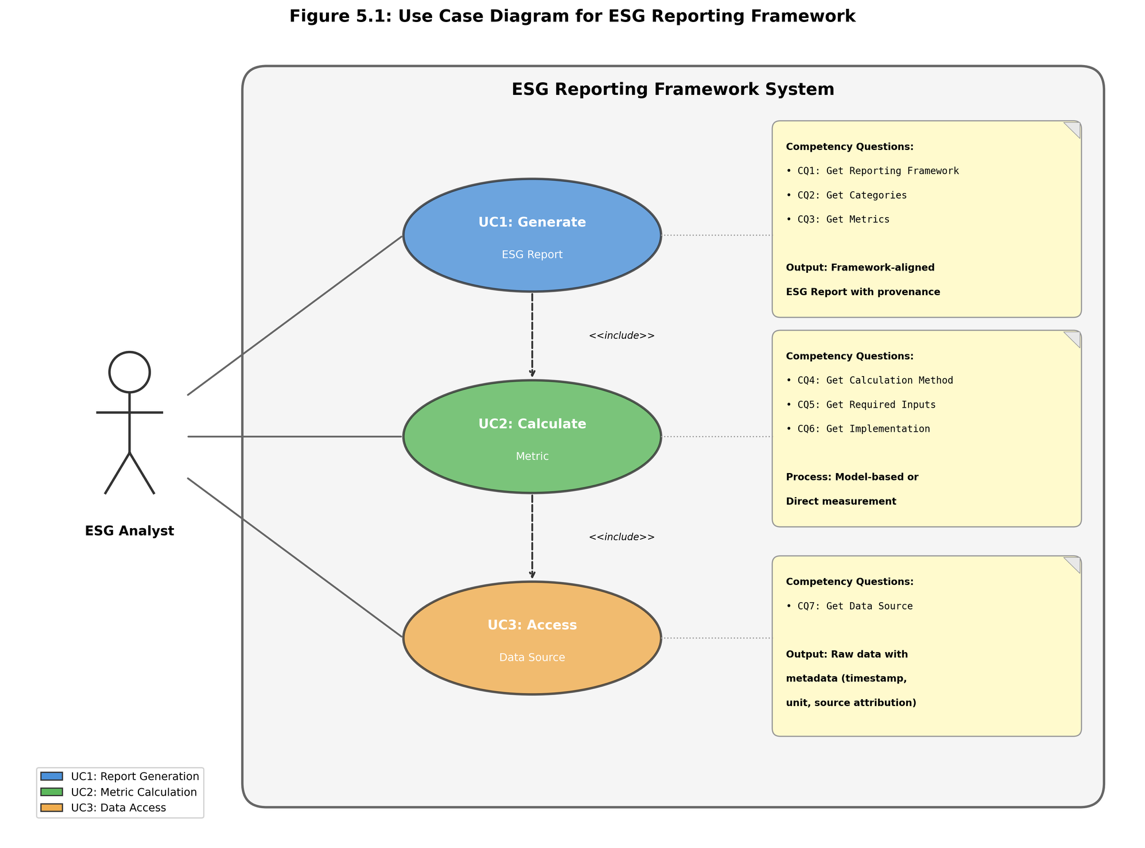 Figure 5.1: Use Case Diagram for ESG Reporting Framework
ESG Reporting Framework System
UC1: Generate
ESG Report
Competency Questions:
• CQ1: Get Reporting Framework
• CQ2: Get Categories
• CQ3: Get Metrics
Output: Framework-aligned
ESG Report with provenance
<<include>>
UC2: Calculate
Metric
Competency Questions:
• CQ4: Get Calculation Method
• CQ5: Get Required Inputs
• CQ6: Get Implementation
Process: Model-based or
Direct measurement
ESG Analyst
<<include>>
UC3: Access
Data Source
Competency Questions:
• CQ7: Get Data Source
Output: Raw data with
metadata (timestamp,
unit, source attribution)
UC1: Report Generation
UC2: Metric Calculation
UC3: Data Access